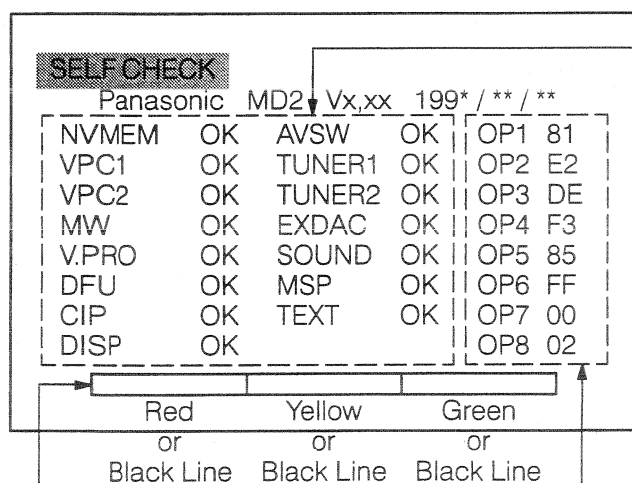 SELF CHECK
Panasonic MD2 Vx,xx 199* / ** / **
NVMEM OK AVSW OK OP1 81
VPC1 OK TUNER1 OK OP2 E2
VPC2 OK TUNER2 OK OP3 DE
MW OK EXDAC OK OP4 F3
V.PRO OK SOUND OK OP5 85
DFU OK MSP OK OP6 FF
CIP OK TEXT OK OP7 00
DISP OK OP8 02
Red Yellow Green
or or or
Black Line Black Line Black Line